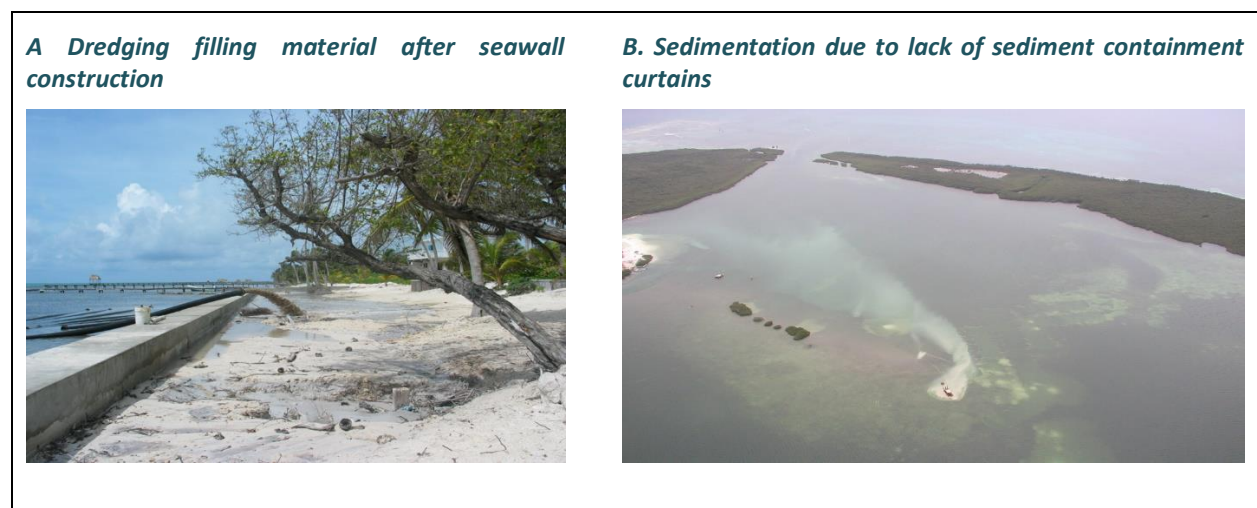 A Dredging filling material after seawall
construction
B. Sedimentation due to lack of sediment containment
curtains